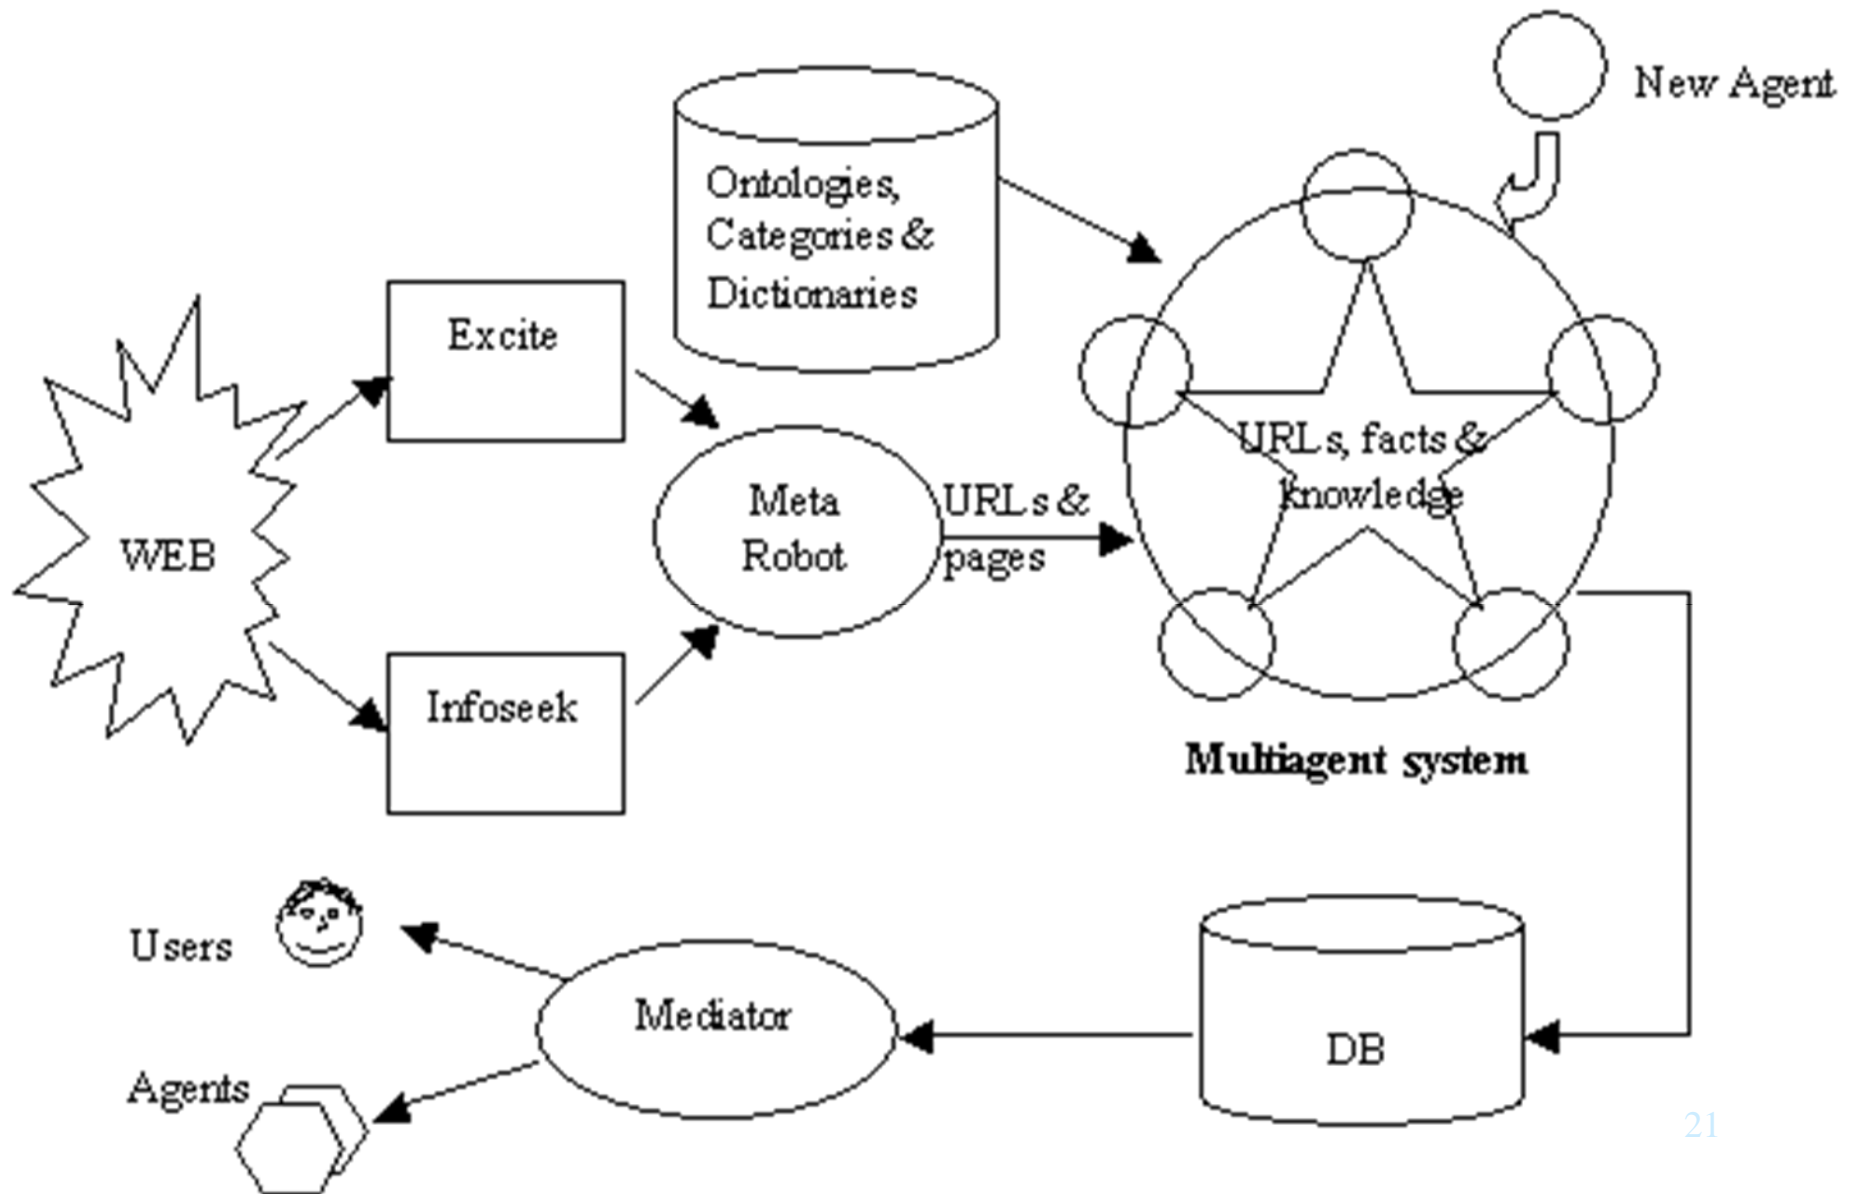 New Agent
Ontologies,
Categories &
Dictionaries
Excite
URLs, facts &
knowledge
Meta
Robot
URLs &
pages
WEB
Infoseek
Multiagent system
Users
Mediator
DB
Agents
21